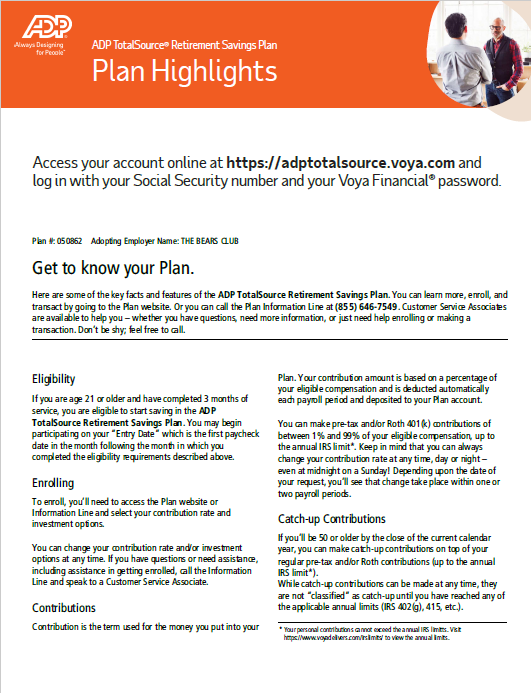 ADP
Always Designing
for People™
ADP TotalSource® Retirement Savings Plan
Plan Highlights
Access your account online at https://adptotalsource.voya.com and
log in with your Social Security number and your Voya Financial® password.
Plan #: 050862 Adopting Employer Name: THE BEARS CLUB
Get to know your Plan.
Here are some of the key facts and features of the ADP TotalSource Retirement Savings Plan. You can learn more, enroll, and
transact by going to the Plan website. Or you can call the Plan Information Line at (855) 646-7549. Customer Service Associates
are available to help you – whether you have questions, need more information, or just need help enrolling or making a
transaction. Don't be shy; feel free to call.
Eligibility
If you are age 21 or older and have completed 3 months of
service, you are eligible to start saving in the ADP
TotalSource Retirement Savings Plan. You may begin
participating on your "Entry Date" which is the first paycheck
date in the month following the month in which you
completed the eligibility requirements described above.
Enrolling
To enroll, you'll need to access the Plan website or
Information Line and select your contribution rate and
investment options.
You can change your contribution rate and/or investment
options at any time. If you have questions or need assistance,
including assistance in getting enrolled, call the Information
Line and speak to a Customer Service Associate.
Contributions
Contribution is the term used for the money you put into your
Plan. Your contribution amount is based on a percentage of
your eligible compensation and is deducted automatically
each payroll period and deposited to your Plan account.
You can make pre-tax and/or Roth 401(k) contributions of
between 1% and 99% of your eligible compensation, up to
the annual IRS limit*. Keep in mind that you can always
change your contribution rate at any time, day or night –
even at midnight on a Sunday! Depending upon the date of
your request, you'll see that change take place within one or
two payroll periods.
Catch-up Contributions
If you'll be 50 or older by the close of the current calendar
year, you can make catch-up contributions on top of your
regular pre-tax and/or Roth contributions (up to the annual
IRS limit*).
While catch-up contributions can be made at any time, they
are not "classified" as catch-up until you have reached any of
the applicable annual limits (IRS 402(g), 415, etc.).
* Your personal contributions cannot exceed the annual IRS limits. Visit
https://www.voyadelivers.com/irslimits/ to view the annual limits.